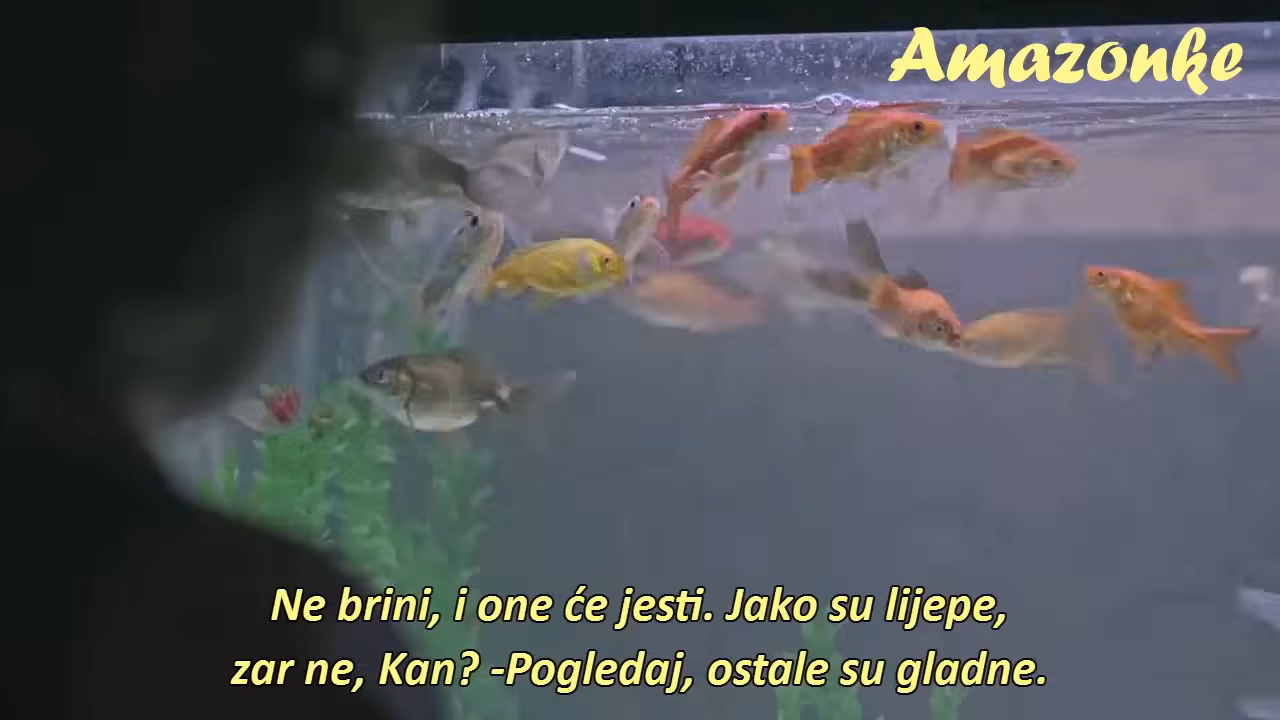 Amazonke
Ne brini, i one će jesti. Jako su lijepe,
zar ne, Kan? -Pogledaj, ostale su gladne.